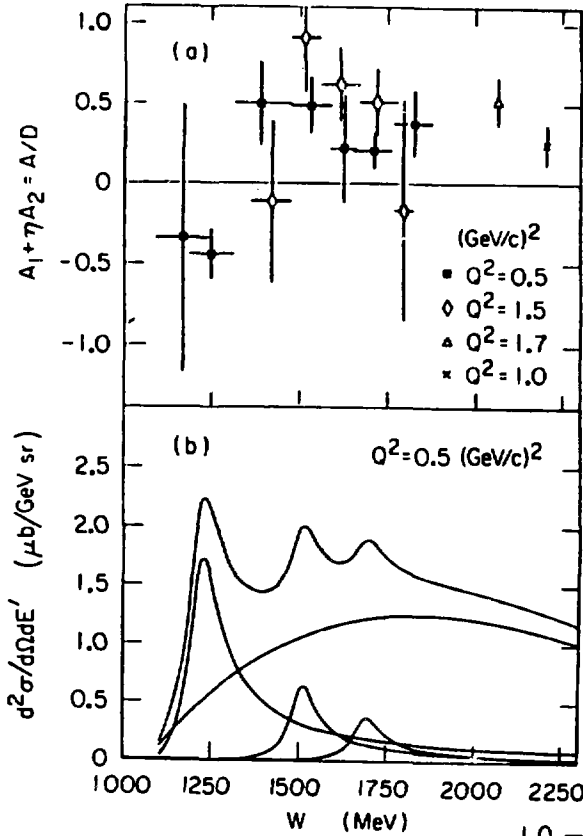 1.0
(a)
0.5
0
-0.5
-1.0
A₁+ηA₂=A/D
(GeV/c)²
Q²=0.5
Q²=1.5
Q²=1.7
Q²=1.0
(b)
Q²=0.5 (GeV/c)²
2.5
2.0
1.5
1.0
0.5
0
d²σ/dΩdE′ (μb/GeV sr)
1000 1250 1500 1750 2000 2250
W (MeV)
1.0